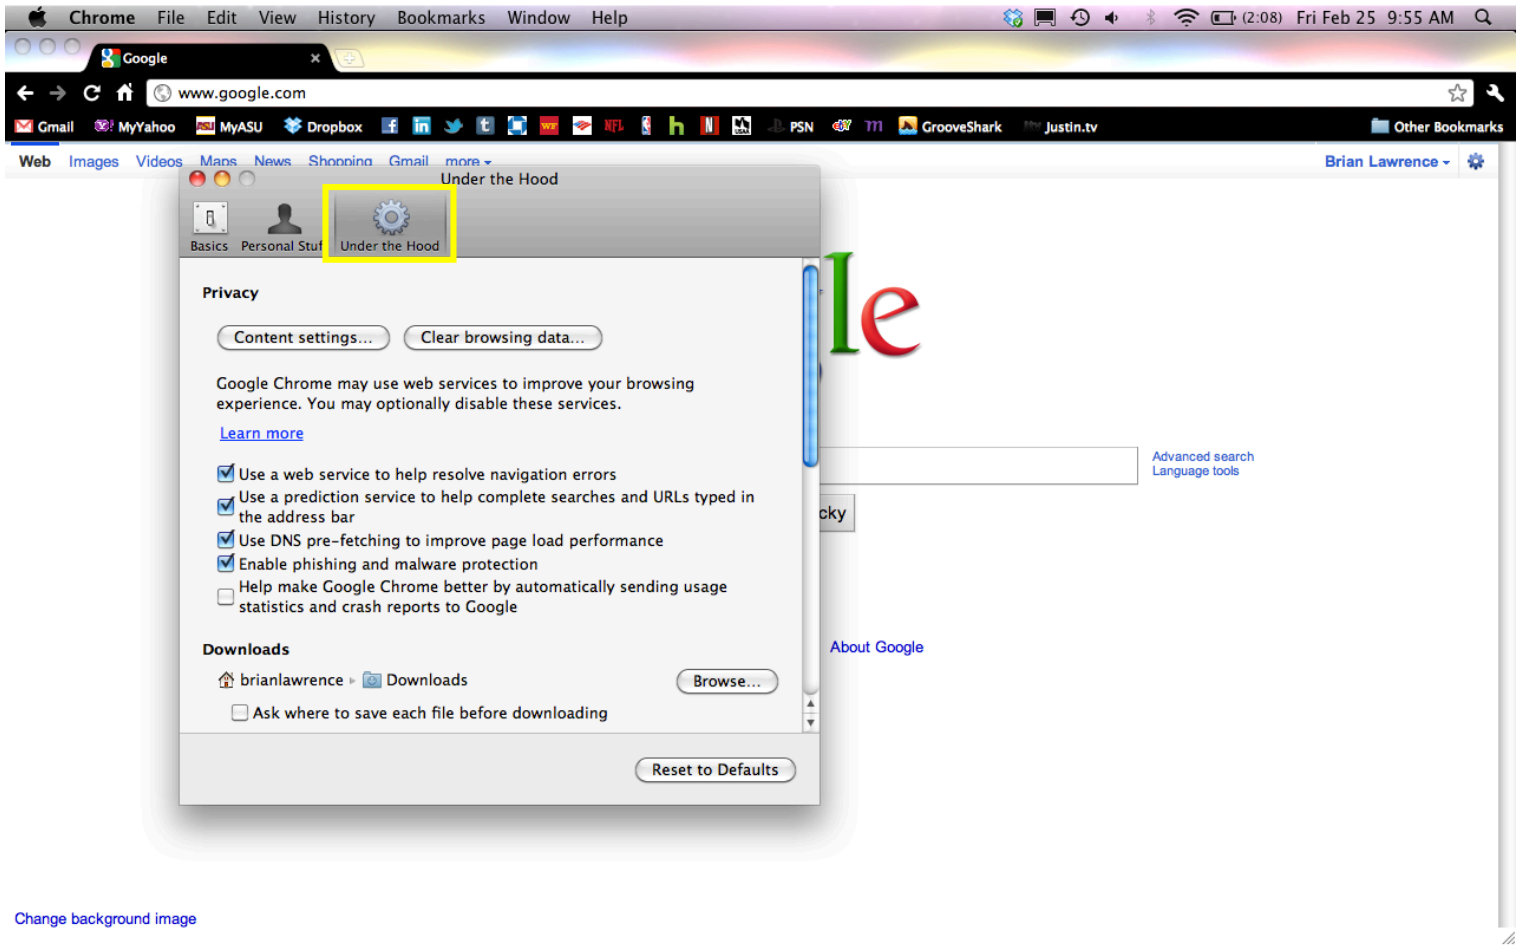 Chrome File Edit View History Bookmarks Window Help (2:08) Fri Feb 25 9:55 AM
Google
www.google.com
Gmail MyYahoo ASU MyASU Dropbox WF NFL PSN GrooveShark Justin.tv Other Bookmarks
Web Images Videos Maps News Shopping Gmail more Brian Lawrence
Under the Hood
Basics Personal Stuf Under the Hood
Privacy
Content settings... Clear browsing data...
Google Chrome may use web services to improve your browsing
experience. You may optionally disable these services.
Learn more
Use a web service to help resolve navigation errors
Use a prediction service to help complete searches and URLs typed in
the address bar
Use DNS pre-fetching to improve page load performance
Enable phishing and malware protection
Help make Google Chrome better by automatically sending usage
statistics and crash reports to Google
Downloads
brianlawrence Downloads Browse...
Ask where to save each file before downloading
Reset to Defaults
le
Advanced search
Language tools
cky
About Google
Change background image